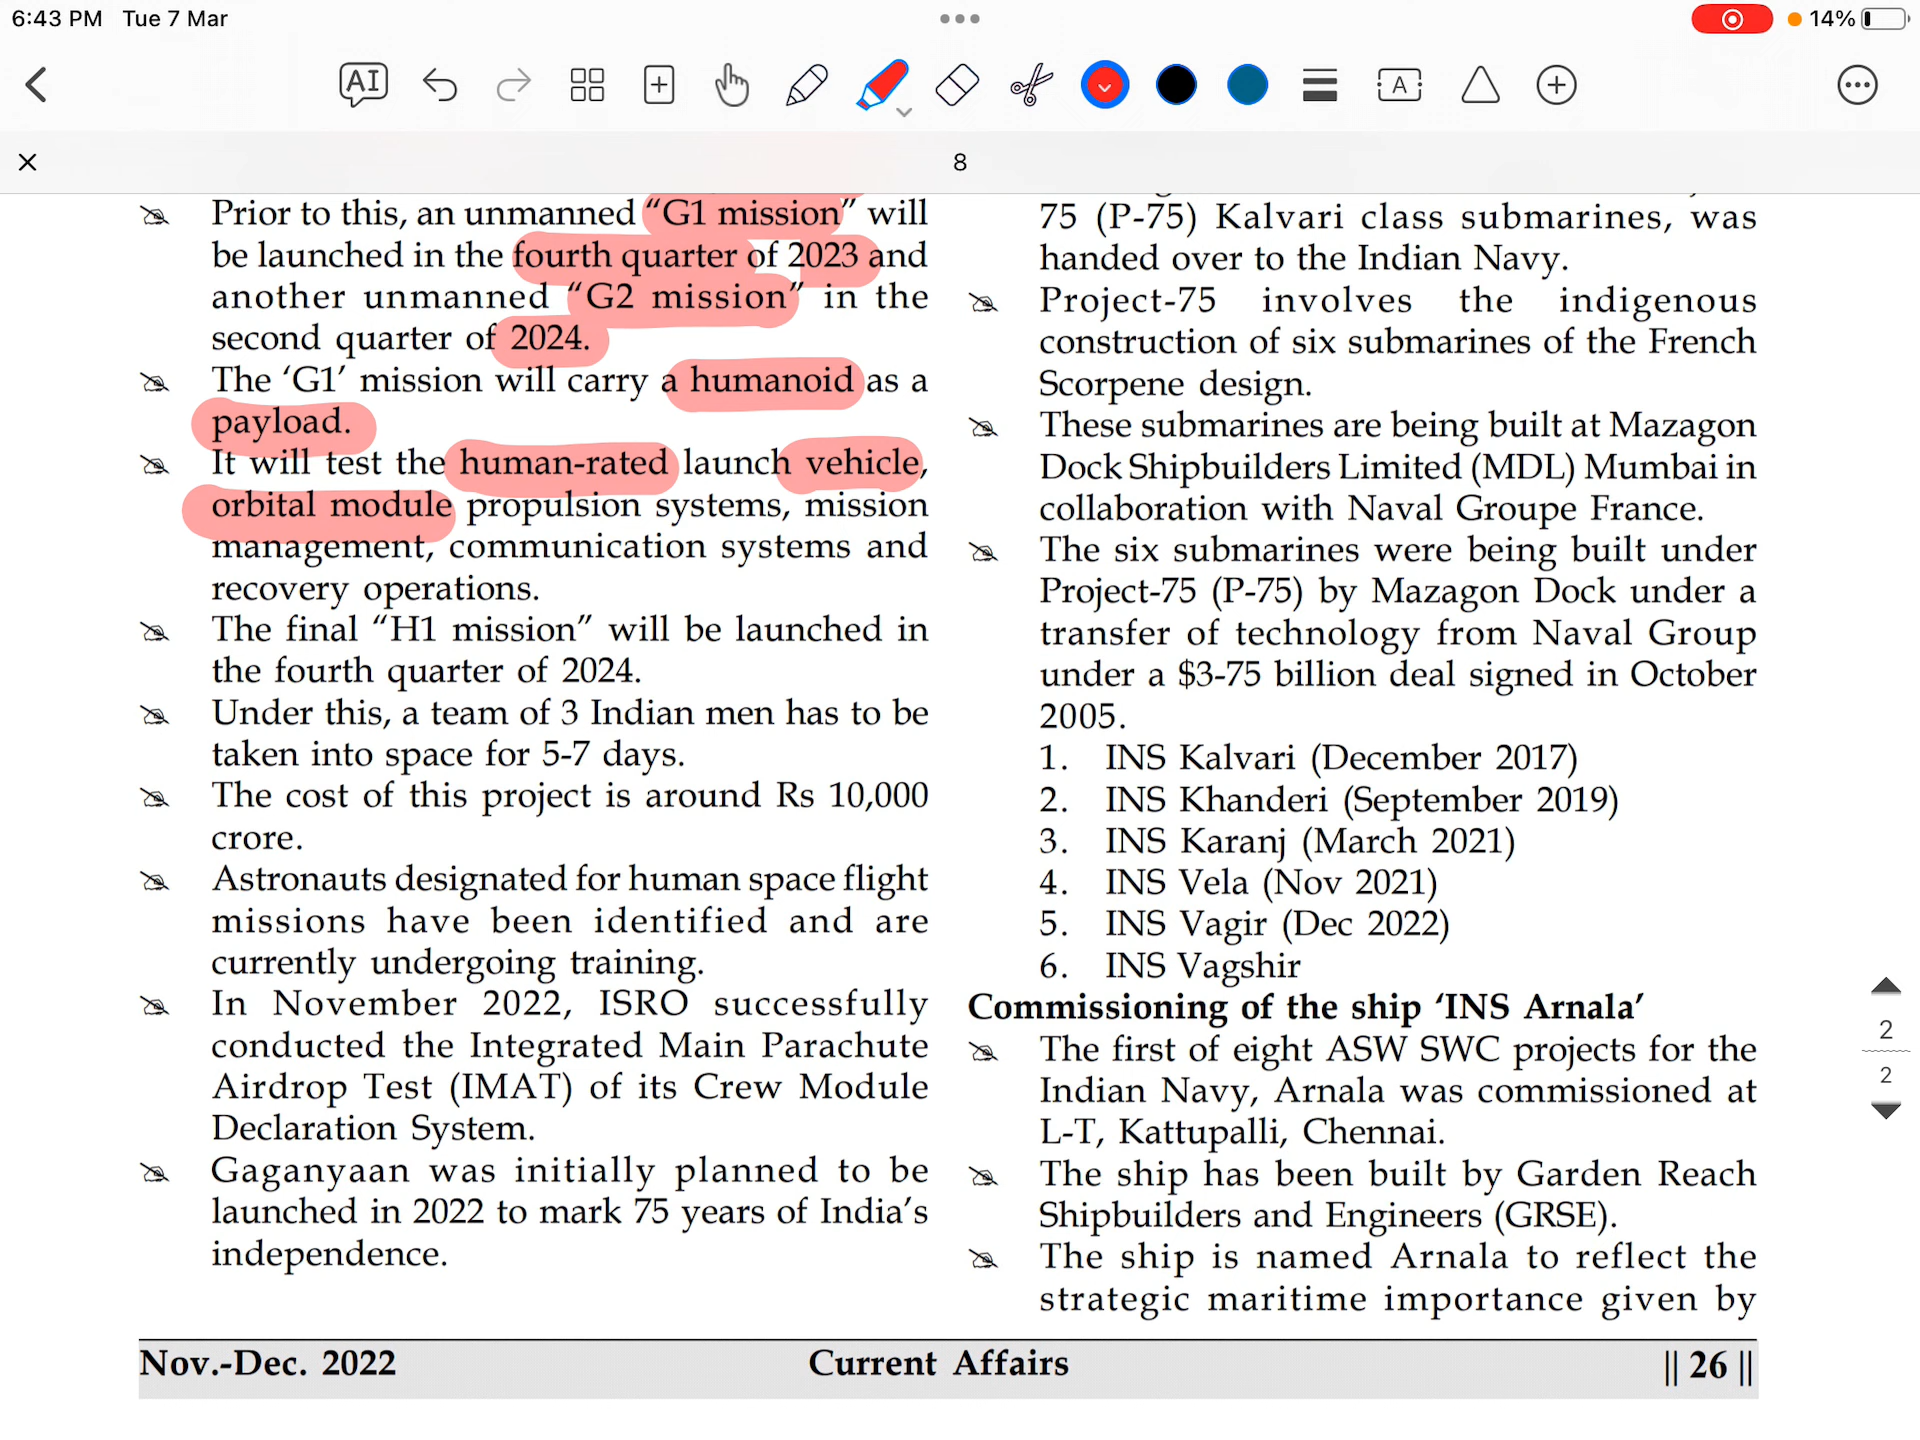 6:43 PM Tue 7 Mar
14%
AI
A
8
Prior to this, an unmanned “G1 mission” will
be launched in the fourth quarter of 2023 and
another unmanned “G2 mission” in the
second quarter of 2024.
The ‘G1’ mission will carry a humanoid as a
payload.
It will test the human-rated launch vehicle,
orbital module propulsion systems, mission
management, communication systems and
recovery operations.
The final “H1 mission” will be launched in
the fourth quarter of 2024.
Under this, a team of 3 Indian men has to be
taken into space for 5-7 days.
The cost of this project is around Rs 10,000
crore.
Astronauts designated for human space flight
missions have been identified and are
currently undergoing training.
In November 2022, ISRO successfully
conducted the Integrated Main Parachute
Airdrop Test (IMAT) of its Crew Module
Declaration System.
Gaganyaan was initially planned to be
launched in 2022 to mark 75 years of India’s
independence.
75 (P-75) Kalvari class submarines, was
handed over to the Indian Navy.
Project-75 involves the indigenous
construction of six submarines of the French
Scorpene design.
These submarines are being built at Mazagon
Dock Shipbuilders Limited (MDL) Mumbai in
collaboration with Naval Groupe France.
The six submarines were being built under
Project-75 (P-75) by Mazagon Dock under a
transfer of technology from Naval Group
under a $3-75 billion deal signed in October
2005.
1. INS Kalvari (December 2017)
2. INS Khanderi (September 2019)
3. INS Karanj (March 2021)
4. INS Vela (Nov 2021)
5. INS Vagir (Dec 2022)
6. INS Vagshir
Commissioning of the ship ‘INS Arnala’
The first of eight ASW SWC projects for the
Indian Navy, Arnala was commissioned at
L-T, Kattupalli, Chennai.
The ship has been built by Garden Reach
Shipbuilders and Engineers (GRSE).
The ship is named Arnala to reflect the
strategic maritime importance given by
2
2
Nov.-Dec. 2022 Current Affairs || 26 ||